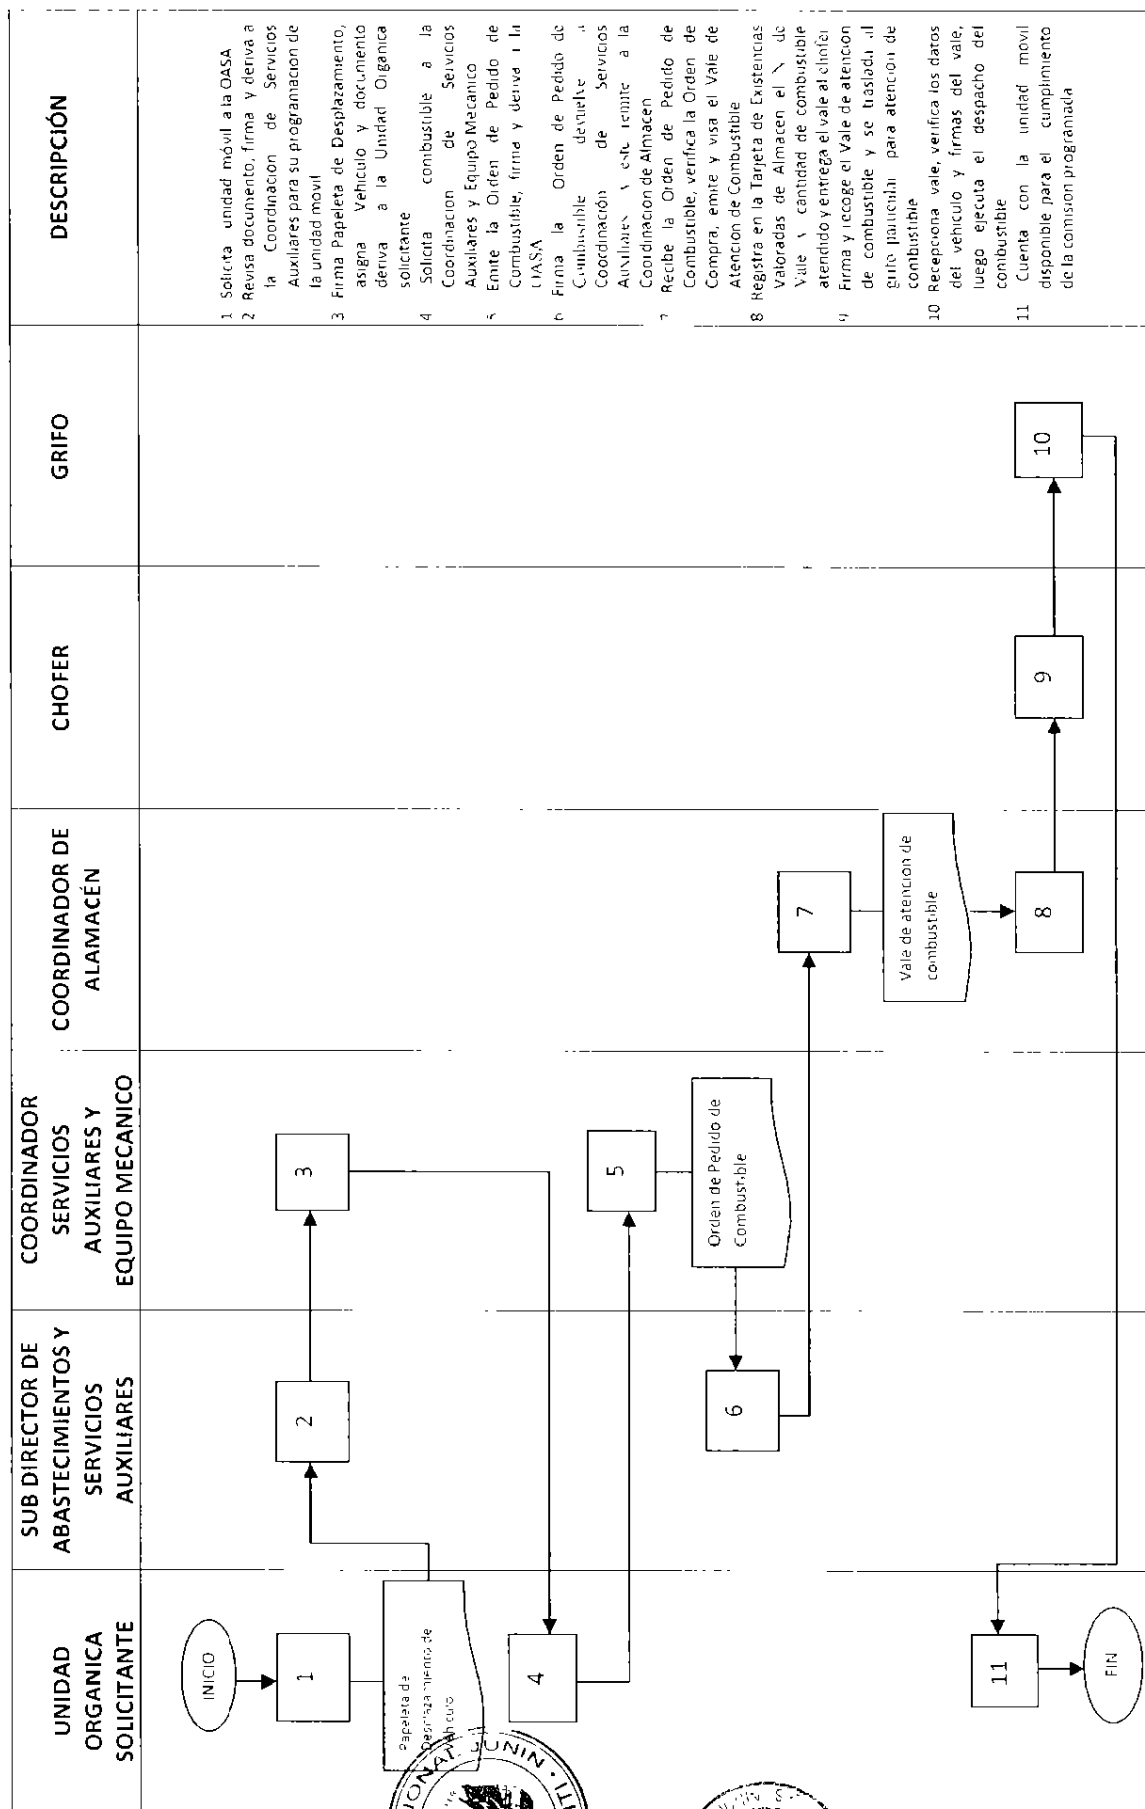 UNIDAD
ORGANICA
SOLICITANTE
SUB DIRECTOR DE
ABASTECIMIENTOS Y
SERVICIOS
AUXILIARES
COORDINADOR
SERVICIOS
AUXILIARES Y
EQUIPO MECANICO
COORDINADOR DE
ALAMACÉN
CHOFER
GRIFO
DESCRIPCIÓN
INICIO
1
Papeleta de
Desplazamiento de
2
3
4
5
Orden de Pedido de
Combustible
6
7
Vale de atencion de
combustible
8
9
10
11
FIN
1 Solicita unidad móvil a la OASA
2 Revisa documento, firma y deriva a
la Coordinacion de Servicios
Auxiliares para su programacion de
la unidad movil
3 Firma Papeleta de Desplazamiento,
asigna Vehiculo y documento
deriva a la Unidad Organica
solicitante
4 Solicita combustible a la
Coordinacion de Servicios
Auxiliares y Equipo Mecanico
5 Emite la Orden de Pedido de
Combustible, firma y deriva a la
OASA
6 Firma la Orden de Pedido de
Combustible devuelve a
Coordinación de Servicios
Auxiliares y este remite a la
Coordinacion de Almacen
7 Recibe la Orden de Pedido de
Combustible, verifica la Orden de
Compra, emite y visa el Vale de
Atencion de Combustible
8 Registra en la Tarjeta de Existencias
Valoradas de Almacen el de
Vale y cantidad de combustible
atendido y entrega el vale al chofer
9 Firma y recoge el Vale de atencion
de combustible y se traslada al
grifo particular para atencion de
combustible
10 Recepciona vale, verifica los datos
del vehiculo y firmas del vale,
luego ejecuta el despacho del
combustible
11 Cuenta con la unidad movil
disponible para el cumplimiento
de la comision programada
JUNIN